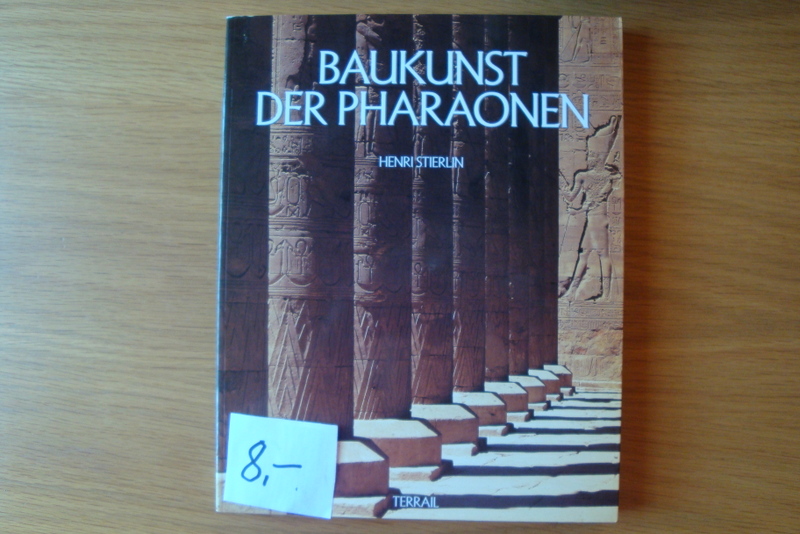 BAUKUNST
DER PHARAONEN
HENRI STIERLIN
8,–
TERRAIL